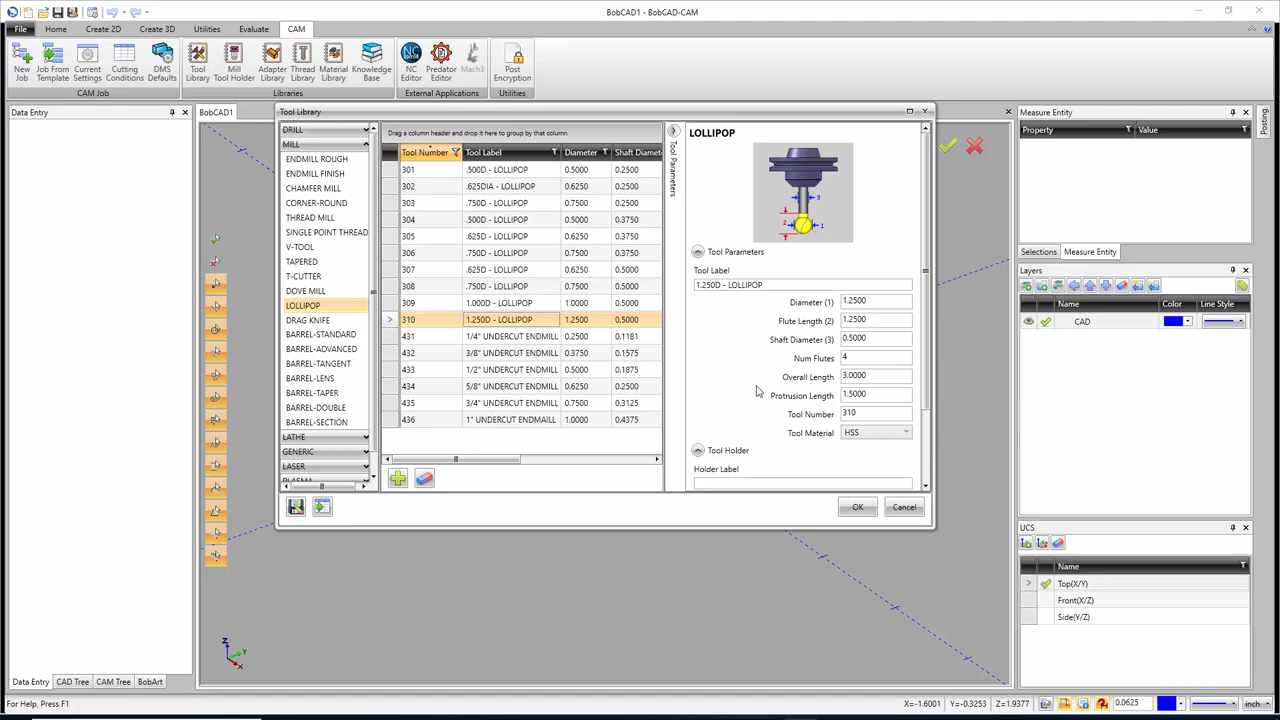 BobCAD1 - BobCAD-CAM
File Home Create 2D Create 3D Utilities Evaluate CAM
New Job
Job From Template
Current Settings
Cutting Conditions
DMS Defaults
Tool Library
Mill Tool Holder
Adapter Library
Thread Library
Material Library
Knowledge Base
NC Editor
Predator Editor
Mach3
Post Encryption
CAM Job Libraries External Applications Utilities
Data Entry
BobCAD1
Tool Library
DRILL
MILL
ENDMILL ROUGH
ENDMILL FINISH
CHAMFER MILL
CORNER-ROUND
THREAD MILL
SINGLE POINT THREAD
V-TOOL
TAPERED
T-CUTTER
DOVE MILL
LOLLIPOP
DRAG KNIFE
BARREL-STANDARD
BARREL-ADVANCED
BARREL-TANGENT
BARREL-LENS
BARREL-TAPER
BARREL-DOUBLE
BARREL-SECTION
LATHE
GENERIC
LASER
PLASMA
Drag a column header and drop it here to group by that column
Tool Number Tool Label Diameter Shaft Diamete
301 .500D - LOLLIPOP 0.5000 0.2500
302 .625DIA - LOLLIPOP 0.6250 0.2500
303 .750D - LOLLIPOP 0.7500 0.2500
304 .500D - LOLLIPOP 0.5000 0.3750
305 .625D - LOLLIPOP 0.6250 0.3750
306 .750D - LOLLIPOP 0.7500 0.3750
307 .625D - LOLLIPOP 0.6250 0.5000
308 .750D - LOLLIPOP 0.7500 0.5000
309 1.000D - LOLLIPOP 1.0000 0.5000
310 1.250D - LOLLIPOP 1.2500 0.5000
431 1/4" UNDERCUT ENDMILL 0.2500 0.1181
432 3/8" UNDERCUT ENDMILL 0.3750 0.1575
433 1/2" UNDERCUT ENDMILL 0.5000 0.1875
434 5/8" UNDERCUT ENDMILL 0.6250 0.2500
435 3/4" UNDERCUT ENDMILL 0.7500 0.3125
436 1" UNDERCUT ENDMAILL 1.0000 0.4375
Tool Parameters
LOLLIPOP
3
2
1
Tool Parameters
Tool Label
1.250D - LOLLIPOP
Diameter (1) 1.2500
Flute Length (2) 1.2500
Shaft Diameter (3) 0.5000
Num Flutes 4
Overall Length 3.0000
Protrusion Length 1.5000
Tool Number 310
Tool Material HSS
Tool Holder
Holder Label
OK Cancel
Measure Entity
Property Value
Selections Measure Entity
Layers
Name Color Line Style
CAD
UCS
Name
Top(X/Y)
Front(X/Z)
Side(Y/Z)
Posting
Z
Y
X
Data Entry CAD Tree CAM Tree BobArt
For Help, Press F1
X=-1.6001 Y=-0.3253 Z=1.9377 0.0625 inch